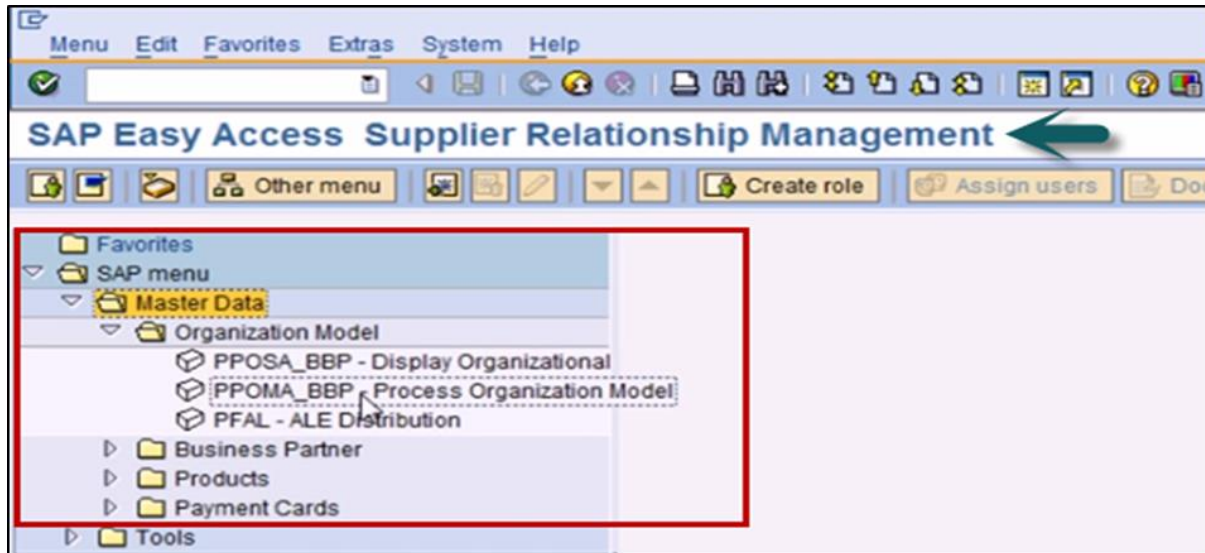 Menu Edit Favorites Extras System Help
SAP Easy Access Supplier Relationship Management
Other menu Create role Assign users Doc
Favorites
SAP menu
Master Data
Organization Model
PPOSA_BBP - Display Organizational
PPOMA_BBP - Process Organization Model
PFAL - ALE Distribution
Business Partner
Products
Payment Cards
Tools